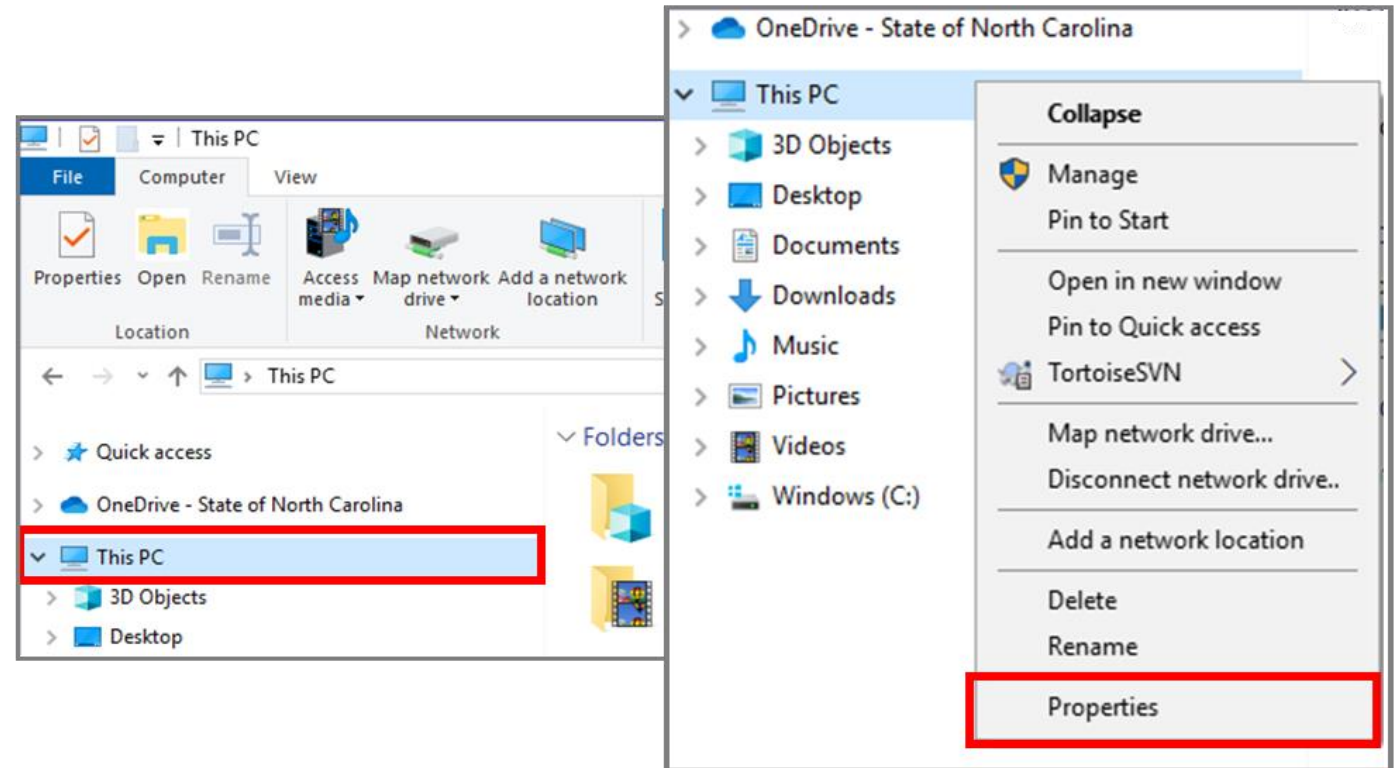 This PC
File Computer View
Properties Open Rename Access media Map network drive Add a network location S
Location Network
This PC
Quick access
Folders
OneDrive - State of North Carolina
This PC
3D Objects
Desktop
OneDrive - State of North Carolina
This PC
3D Objects
Desktop
Documents
Downloads
Music
Pictures
Videos
Windows (C:)
Collapse
Manage
Pin to Start
Open in new window
Pin to Quick access
TortoiseSVN
Map network drive...
Disconnect network drive..
Add a network location
Delete
Rename
Properties